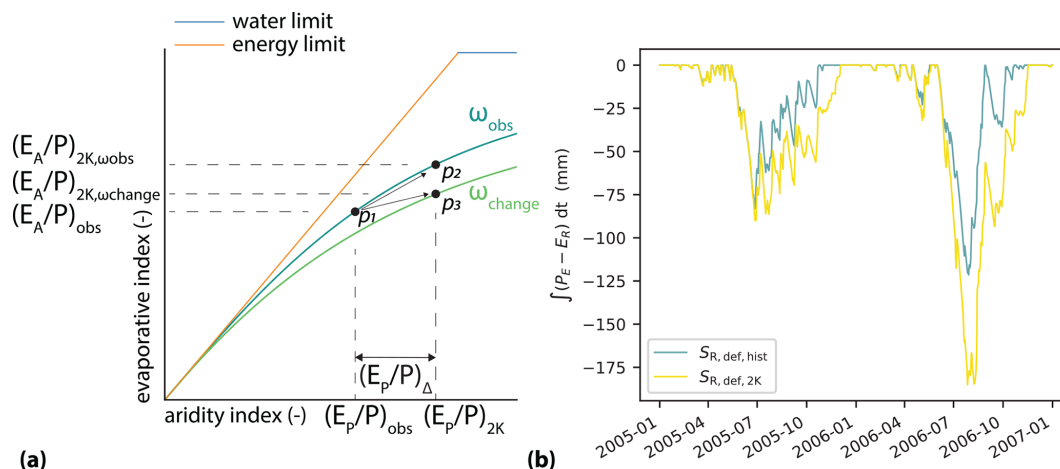 water limit
energy limit
(E_A/P)_2K,ωobs
(E_A/P)_2K,ωchange
(E_A/P)_obs
evaporative index (-)
ω_obs
ω_change
p1
p2
p3
(E_P/P)_Δ
aridity index (-)
(E_P/P)_obs
(E_P/P)_2K
(a)
∫(P_E − E_R) dt (mm)
0
−25
−50
−75
−100
−125
−150
−175
S_R, def, hist
S_R, def, 2K
2005-01
2005-04
2005-07
2005-10
2006-01
2006-04
2006-07
2006-10
2007-01
(b)